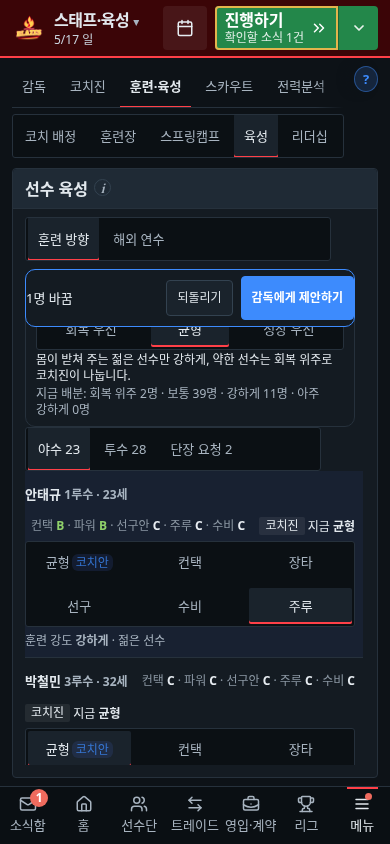 스태프·육성 ▾
5/17 일
진행하기
확인할 소식 1건
감독 코치진 훈련·육성 스카우트 전력분석
?
코치 배정 훈련장 스프링캠프 육성 리더십
선수 육성 i
훈련 방향 해외 연수
1명 바꿈 되돌리기 감독에게 제안하기
회복 우선 균형 성장 우선
몸이 받쳐 주는 젊은 선수만 강하게, 약한 선수는 회복 위주로
코치진이 나눕니다.
지금 배분: 회복 위주 2명 · 보통 39명 · 강하게 11명 · 아주
강하게 0명
야수 23 투수 28 단장 요청 2
안태규 1루수 · 23세
컨택 B · 파워 B · 선구안 C · 주루 C · 수비 C 코치진 지금 균형
균형 코치안 컨택 장타
선구 수비 주루
훈련 강도 강하게 · 젊은 선수
박철민 3루수 · 32세 컨택 C · 파워 C · 선구안 C · 주루 C · 수비 C
코치진 지금 균형
균형 코치안 컨택 장타
1
소식함 홈 선수단 트레이드 영입·계약 리그 메뉴